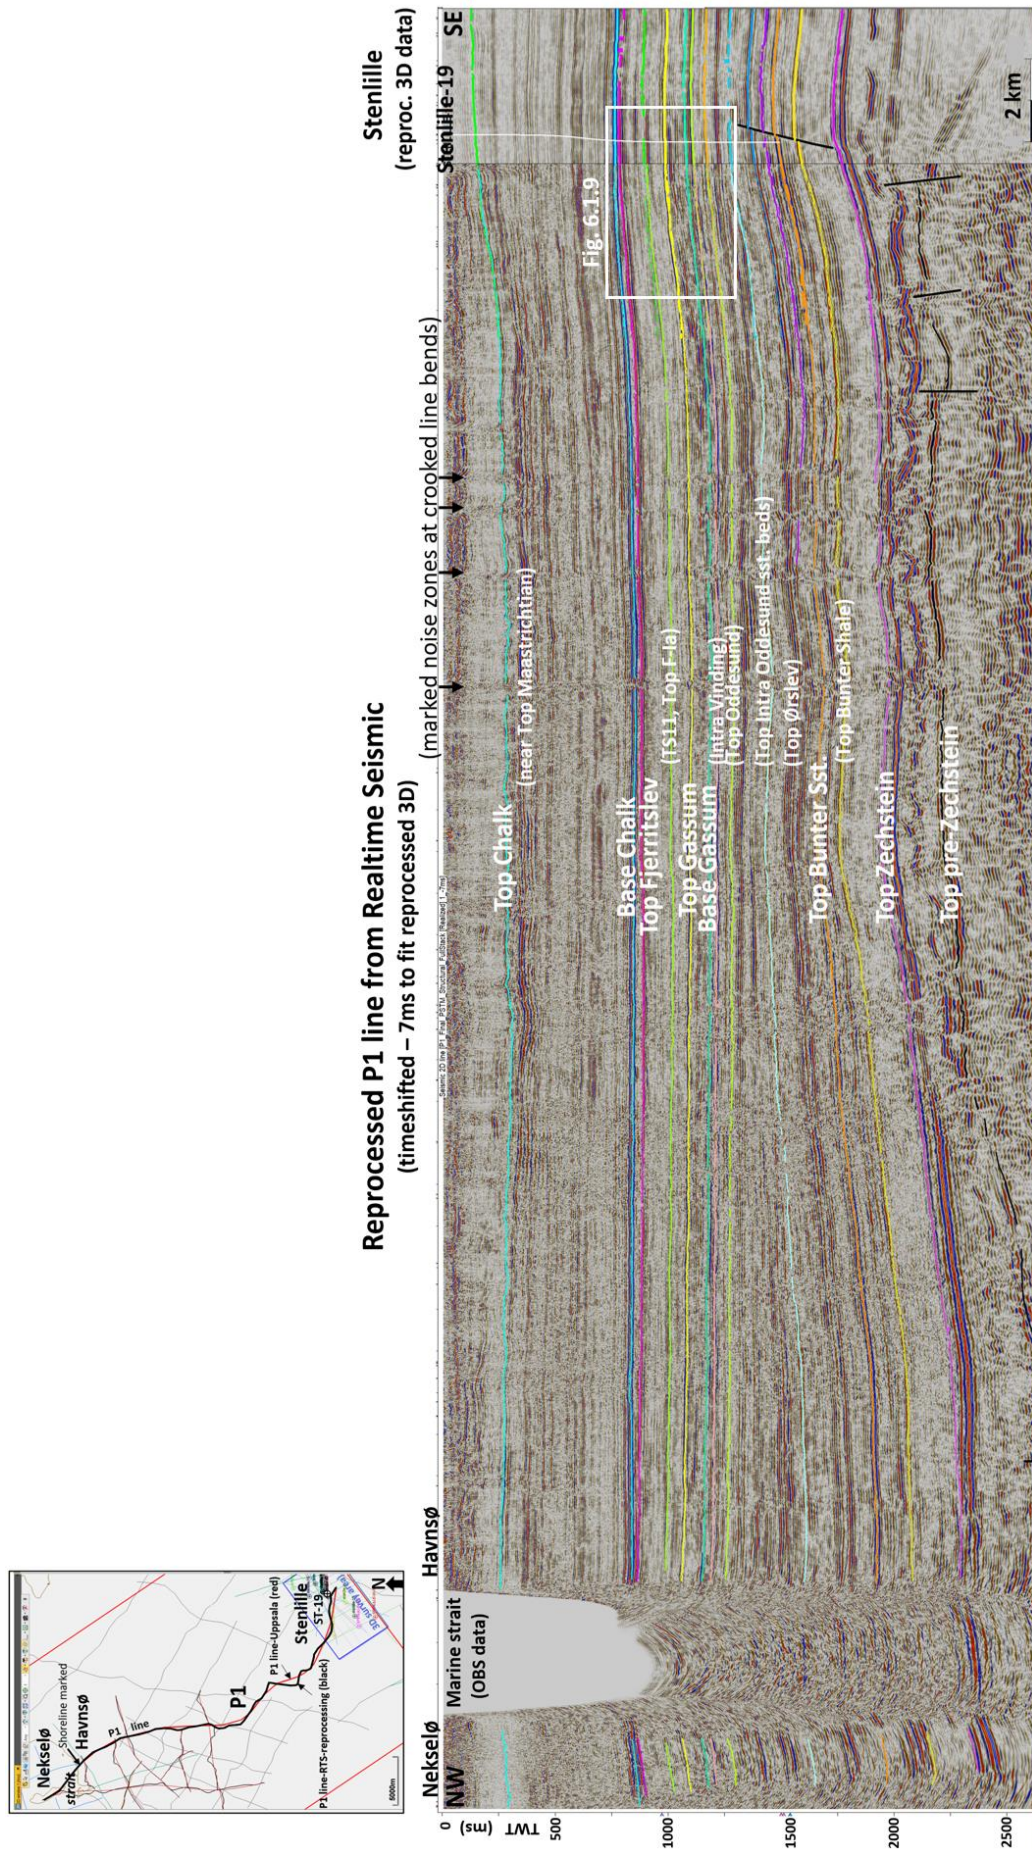 Reprocessed P1 line from Realtime Seismic
(timeshifted – 7ms to fit reprocessed 3D)
Nekselø
Shoreline marked
strait
Havnsø
P1 line
P1
P1 line-Uppsala (red)
P1-line-RTS-reprocessing (black)
Stenlille
ST-19
3D survey area)
N
5000m
Nekselø
NW
Marine strait
(OBS data)
Havnsø
(marked noise zones at crooked line bends)
Stenlille
(reproc. 3D data)
Stenlille-19
SE
Fig. 6.1.9
Top Chalk
(near Top Maastrichtian)
Base Chalk
Top Fjerritslev
(TS11, Top F-Ia)
Top Gassum
Base Gassum
(Intra Vinding)
(Top Oddesund)
(Top Intra Oddesund sst. beds)
(Top Ørslev)
Top Bunter Sst.
(Top Bunter Shale)
Top Zechstein
Top pre-Zechstein
2 km
TWT (ms)
0
500
1000
1500
2000
2500